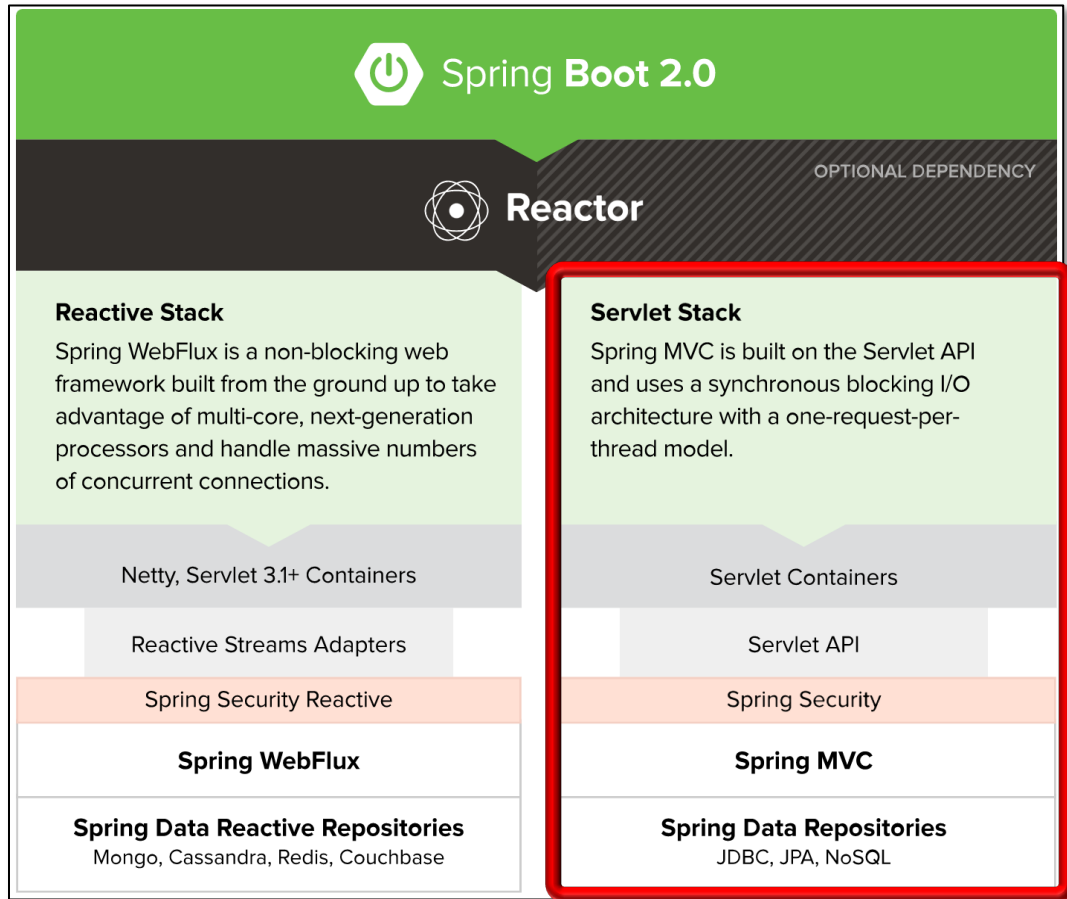 Spring Boot 2.0
OPTIONAL DEPENDENCY
Reactor
Reactive Stack
Spring WebFlux is a non-blocking web
framework built from the ground up to take
advantage of multi-core, next-generation
processors and handle massive numbers
of concurrent connections.
Netty, Servlet 3.1+ Containers
Reactive Streams Adapters
Spring Security Reactive
Spring WebFlux
Spring Data Reactive Repositories
Mongo, Cassandra, Redis, Couchbase
Servlet Stack
Spring MVC is built on the Servlet API
and uses a synchronous blocking I/O
architecture with a one-request-per-
thread model.
Servlet Containers
Servlet API
Spring Security
Spring MVC
Spring Data Repositories
JDBC, JPA, NoSQL